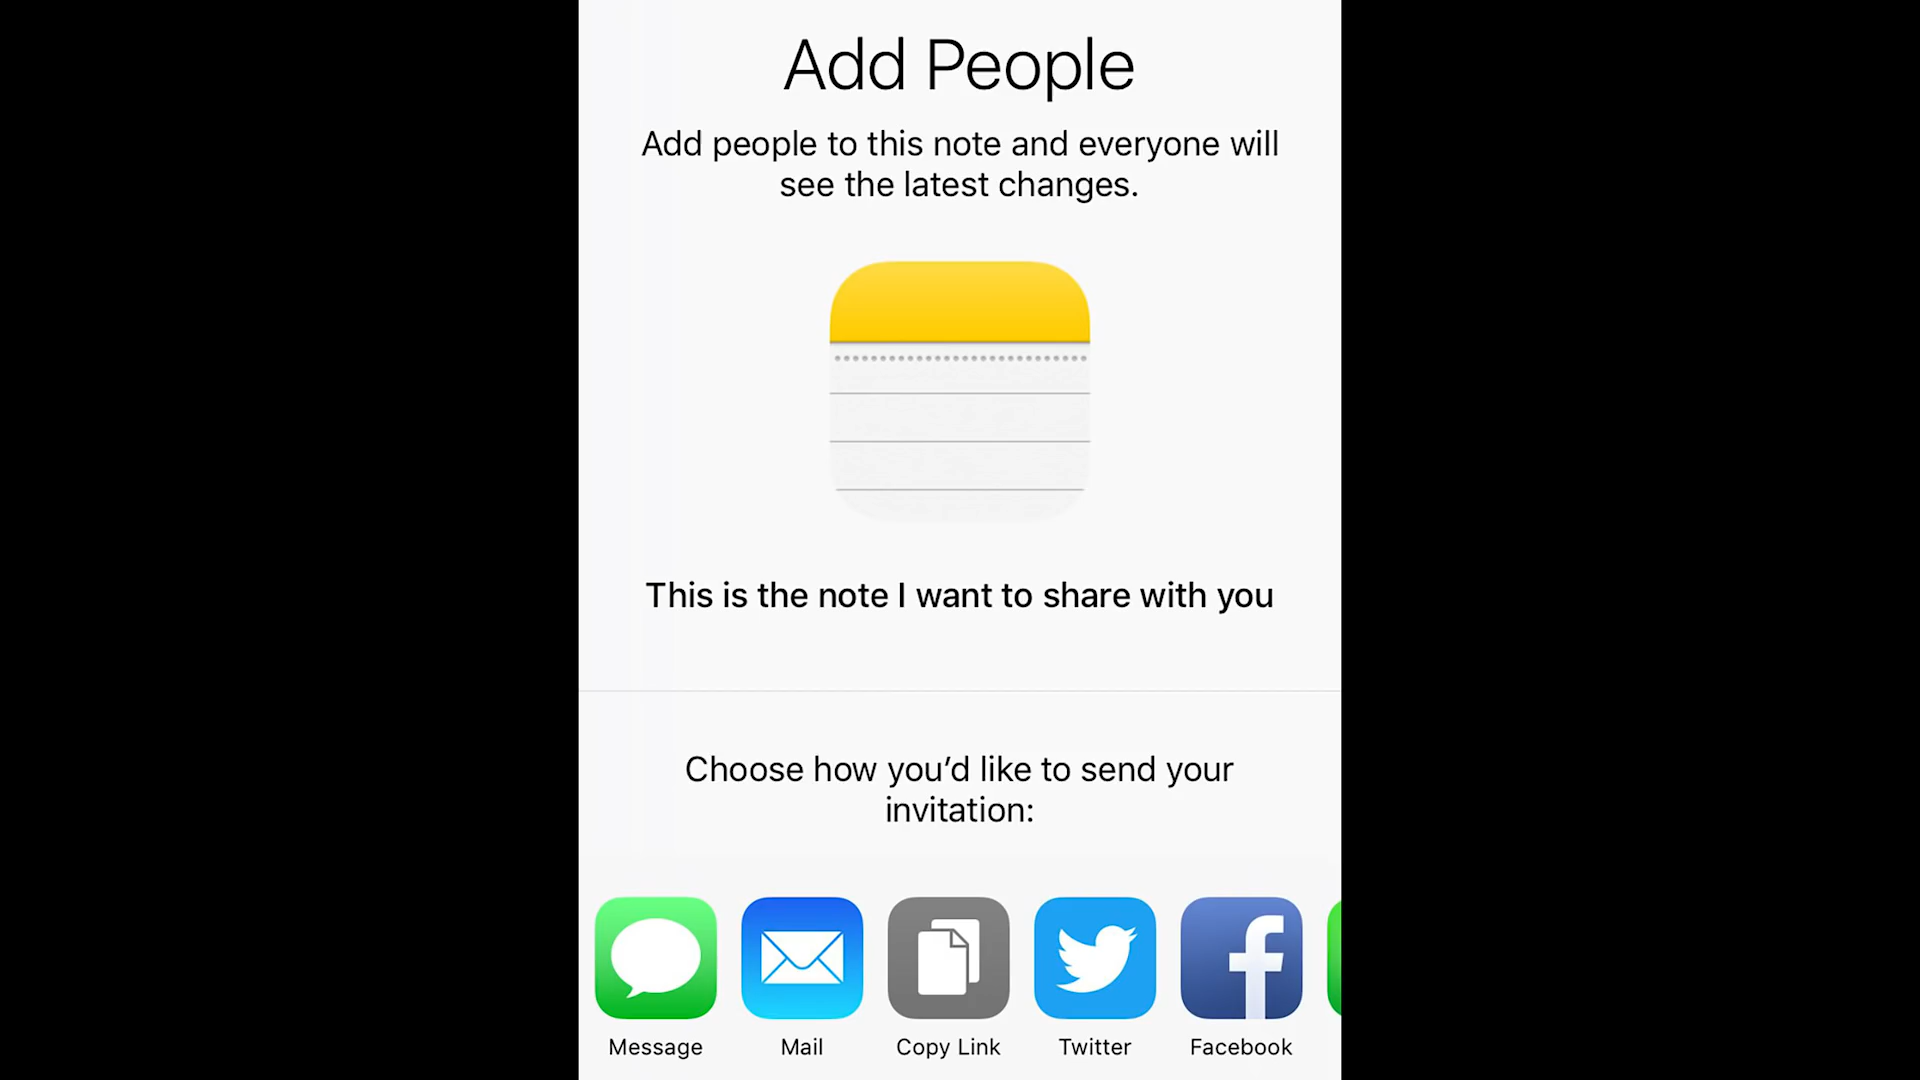 Add People
Add people to this note and everyone will
see the latest changes.
This is the note I want to share with you
Choose how you’d like to send your
invitation:
Message
Mail
Copy Link
Twitter
Facebook